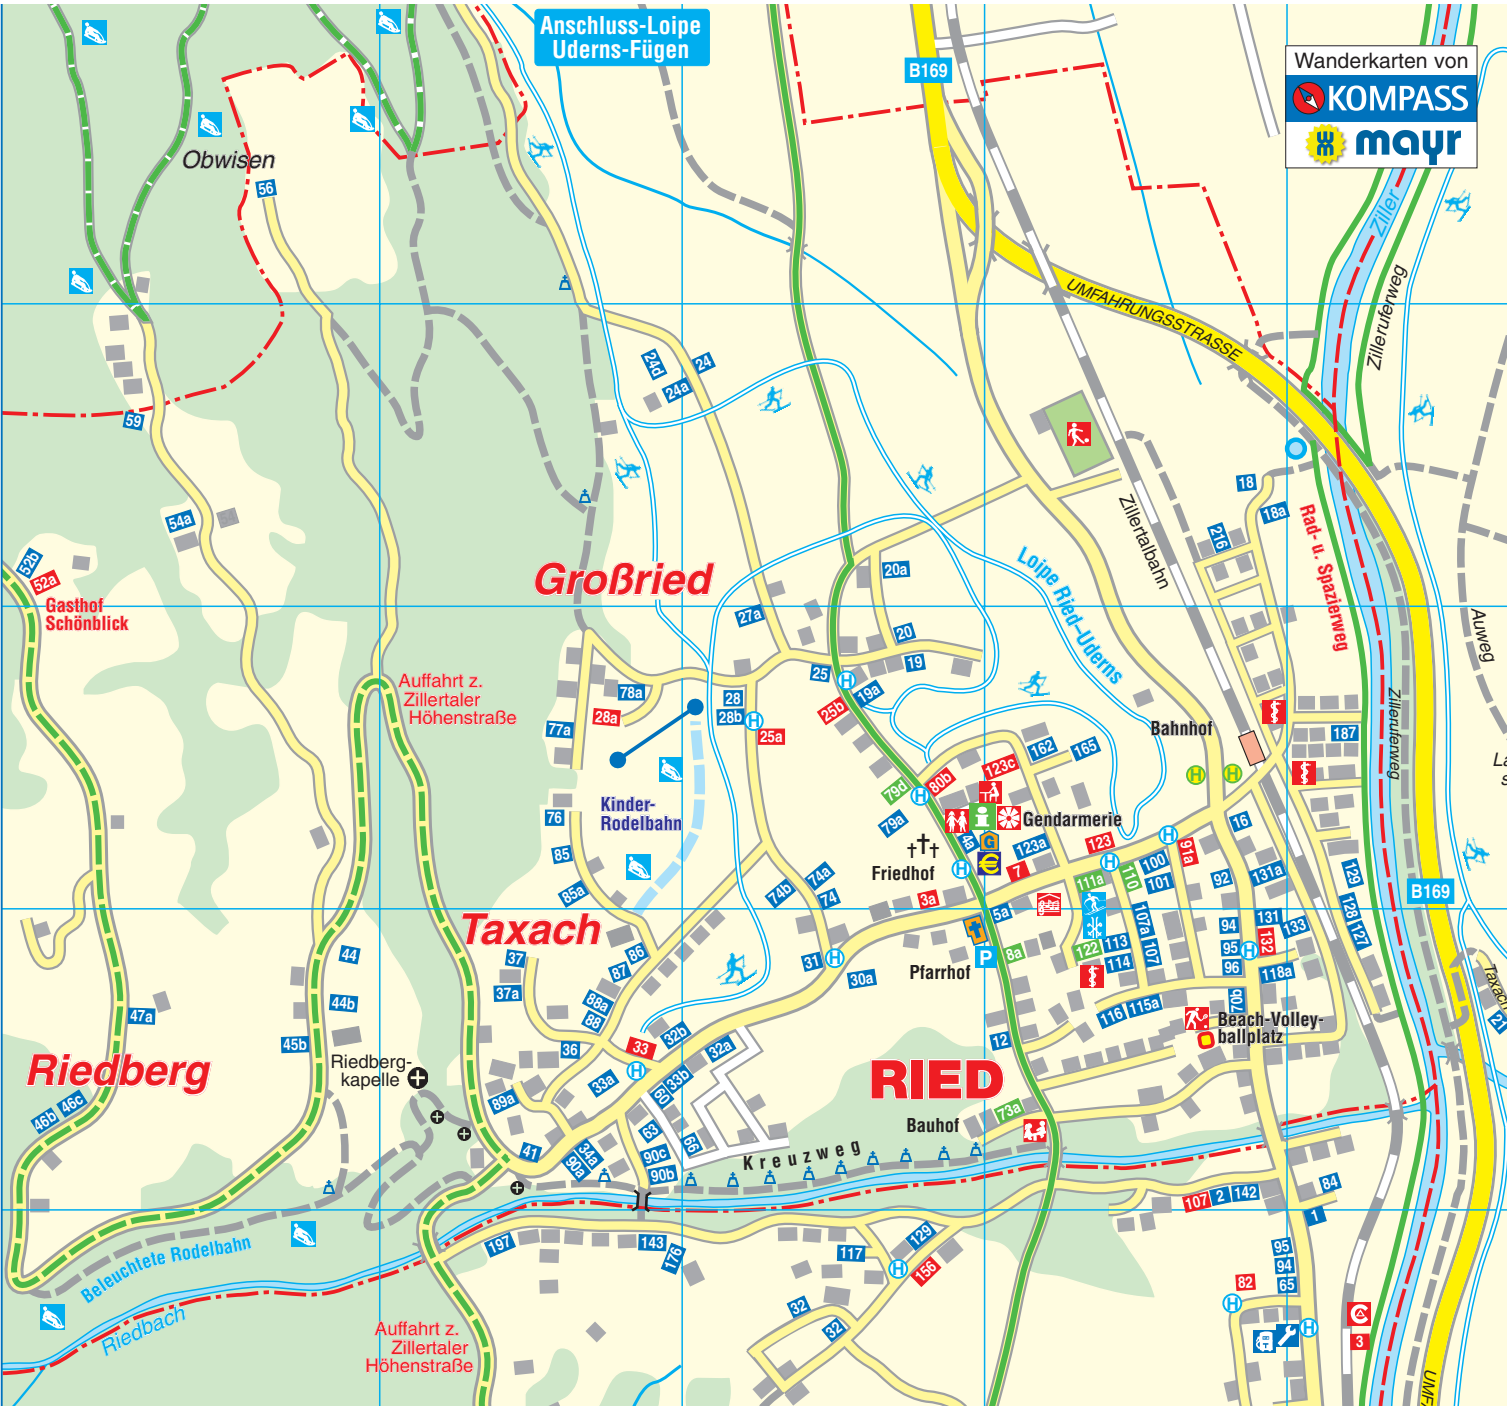 Anschluss-Loipe
Uderns-Fügen
B169
Wanderkarten von
KOMPASS
mayr
Obwisen
56
Ziller
Zilleruferweg
UMFAHRUNGSSTRASSE
24d
24
24a
59
54a
18
18a
216
Zillertalbahn
Rad- u. Spazierweg
52b
52a
Gasthof
Schönblick
Großried
20a
Loipe Ried-Uderns
27a
20
19
Auweg
25
H
19a
25b
Auffahrt z.
Zillertaler
Höhenstraße
78a
28a
77a
28
28b
H
25a
Zilleruferweg
Bahnhof
187
162
165
123c
80b
79d
H
H
H
Kinder-
Rodelbahn
76
85
85a
79a
Gendarmerie
4a
G
€
123a
7
123
H
H
91a
16
Friedhof
H
100
101
110
111a
92
131a
129
74a
74b
74
3a
5a
B169
Taxach
107a
107
94
131
133
128
127
95
H
132
96
118a
P
8a
122
113
114
Pfarrhof
37
37a
44
44b
86
87
88a
88
31
H
30a
116
115a
90b
Beach-Volley-
ballplatz
Taxach
21
47a
45b
Riedberg
Riedberg-
kapelle
36
33
32b
32a
H
33a
33b
60
12
RIED
46b
46c
89a
73a
Bauhof
63
66
41
34a
90a
90c
90b
Kreuzweg
107
2
142
84
1
Beleuchtete Rodelbahn
Riedbach
197
143
176
117
129
H
156
95
94
65
82
H
H
32
32
3
Auffahrt z.
Zillertaler
Höhenstraße
UMF